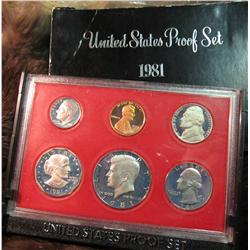 United States Proof Set
1981
UNITED STATES PROOF SET